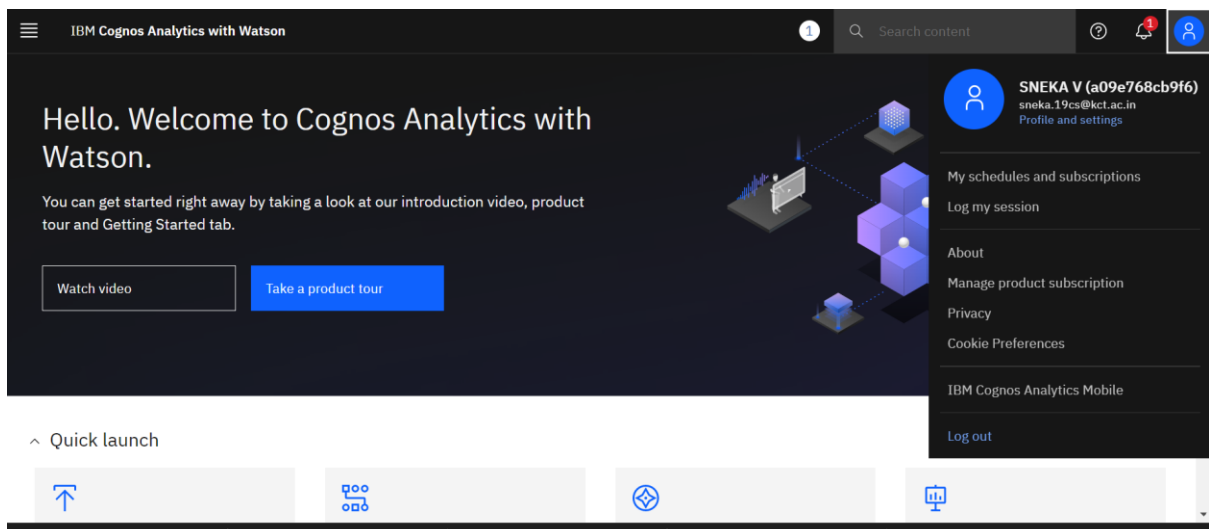 IBM Cognos Analytics with Watson
1
Search content
1
SNEKA V (a09e768cb9f6)
sneka.19cs@kct.ac.in
Profile and settings
Hello. Welcome to Cognos Analytics with
Watson.
You can get started right away by taking a look at our introduction video, product
tour and Getting Started tab.
Watch video
Take a product tour
My schedules and subscriptions
Log my session
About
Manage product subscription
Privacy
Cookie Preferences
IBM Cognos Analytics Mobile
Log out
Quick launch